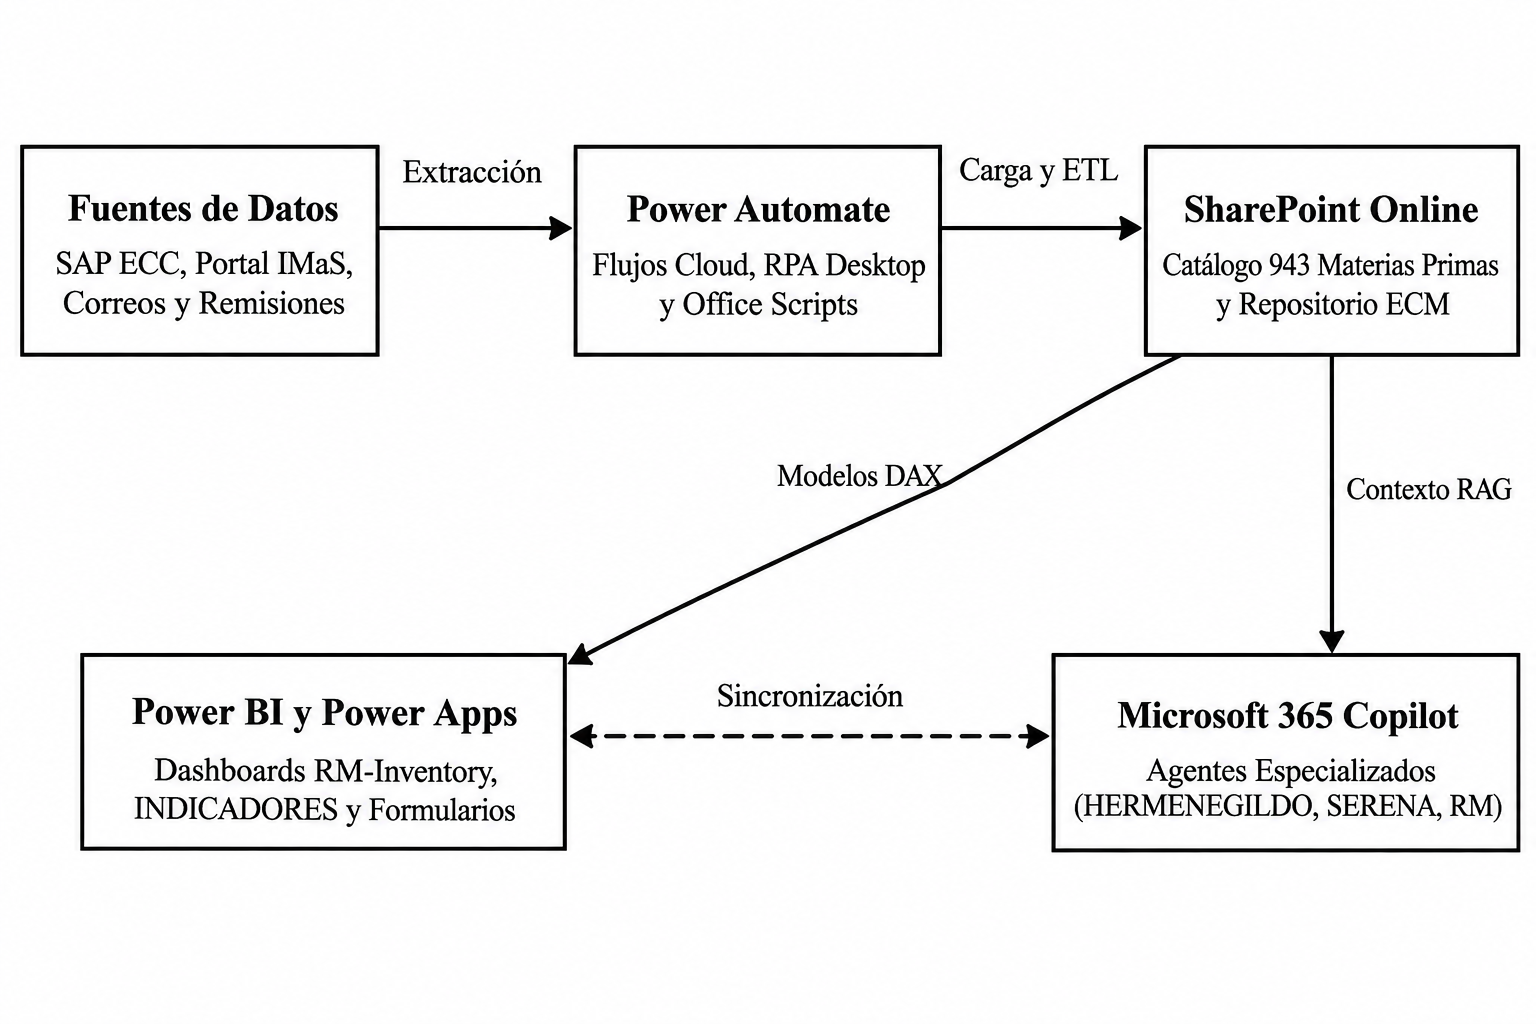 Fuentes de Datos
SAP ECC, Portal IMaS,
Correos y Remisiones
Extracción
Power Automate
Flujos Cloud, RPA Desktop
y Office Scripts
Carga y ETL
SharePoint Online
Catálogo 943 Materias Primas
y Repositorio ECM
Modelos DAX
Contexto RAG
Power BI y Power Apps
Dashboards RM-Inventory,
INDICADORES y Formularios
Sincronización
Microsoft 365 Copilot
Agentes Especializados
(HERMENEGILDO, SERENA, RM)